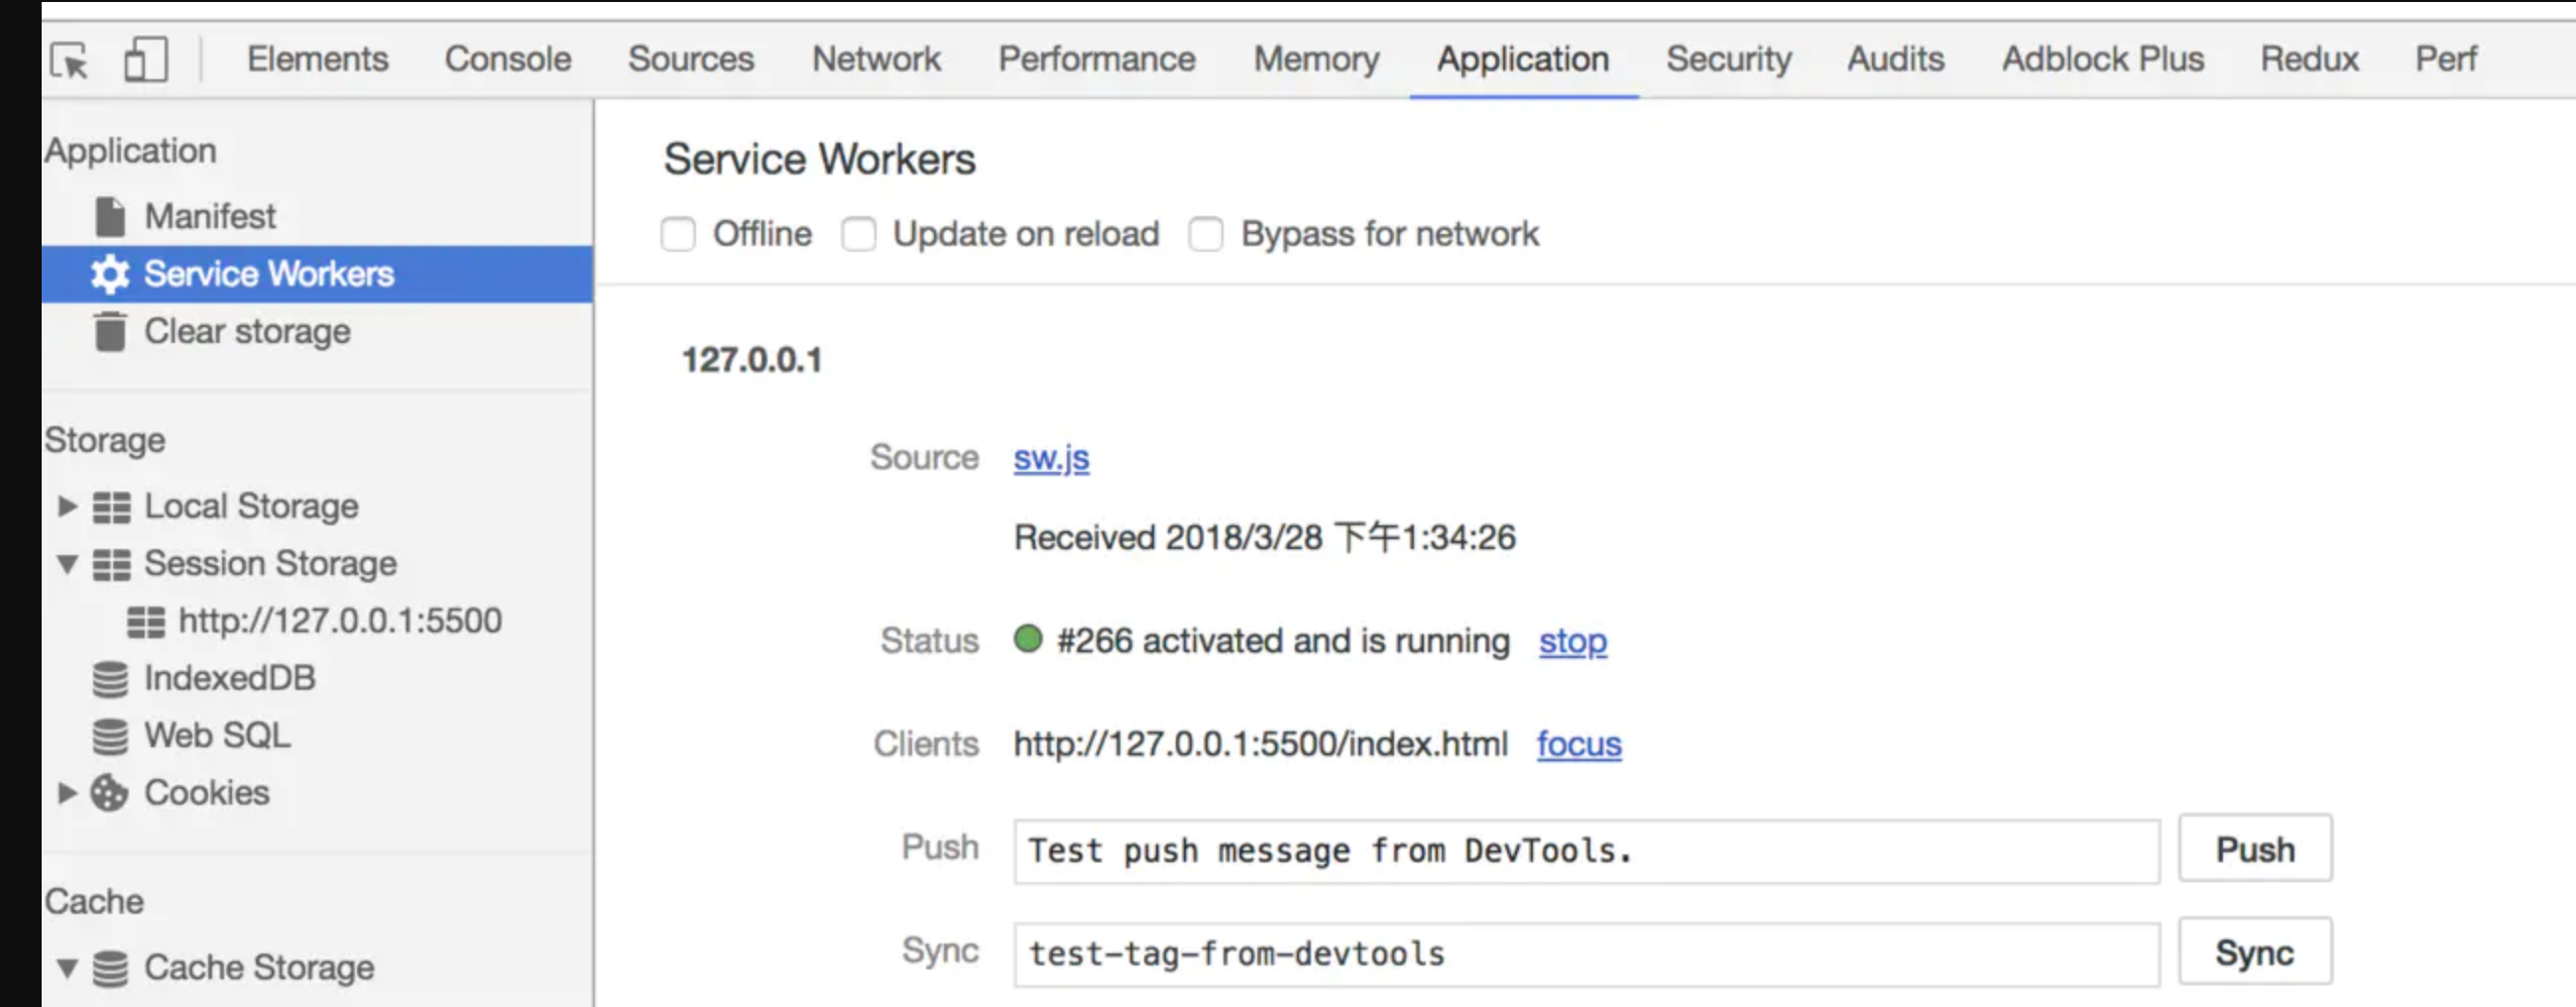 Elements Console Sources Network Performance Memory Application Security Audits Adblock Plus Redux Perf
Application
Manifest
Service Workers
Clear storage
Storage
Local Storage
Session Storage
http://127.0.0.1:5500
IndexedDB
Web SQL
Cookies
Cache
Cache Storage
Service Workers
Offline Update on reload Bypass for network
127.0.0.1
Source sw.js
Received 2018/3/28 下午1:34:26
Status #266 activated and is running stop
Clients http://127.0.0.1:5500/index.html focus
Push Test push message from DevTools. Push
Sync test-tag-from-devtools Sync